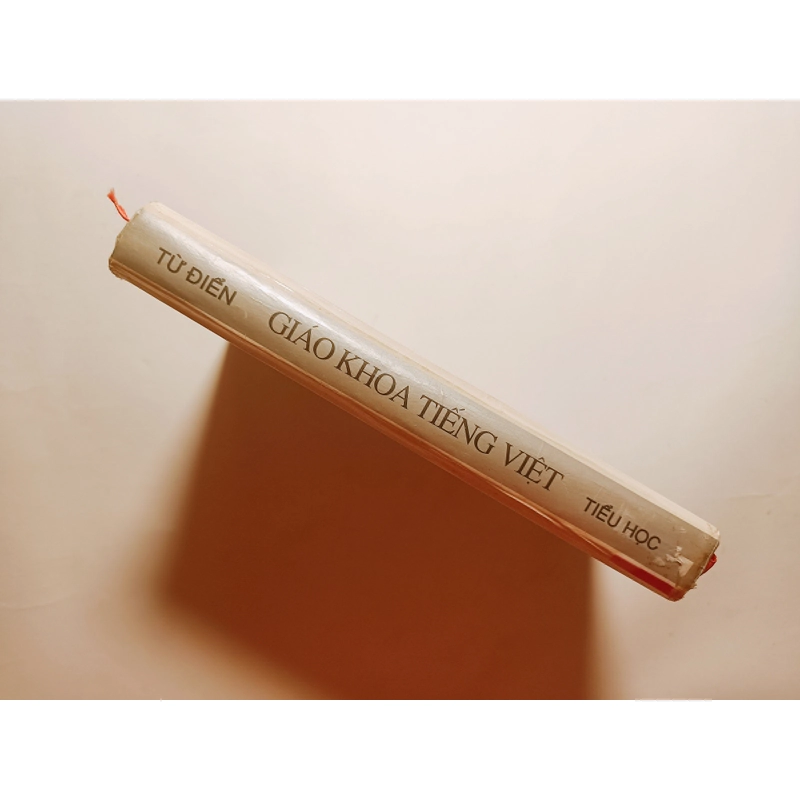 TỪ ĐIỂN GIÁO KHOA TIẾNG VIỆT TIỂU HỌC